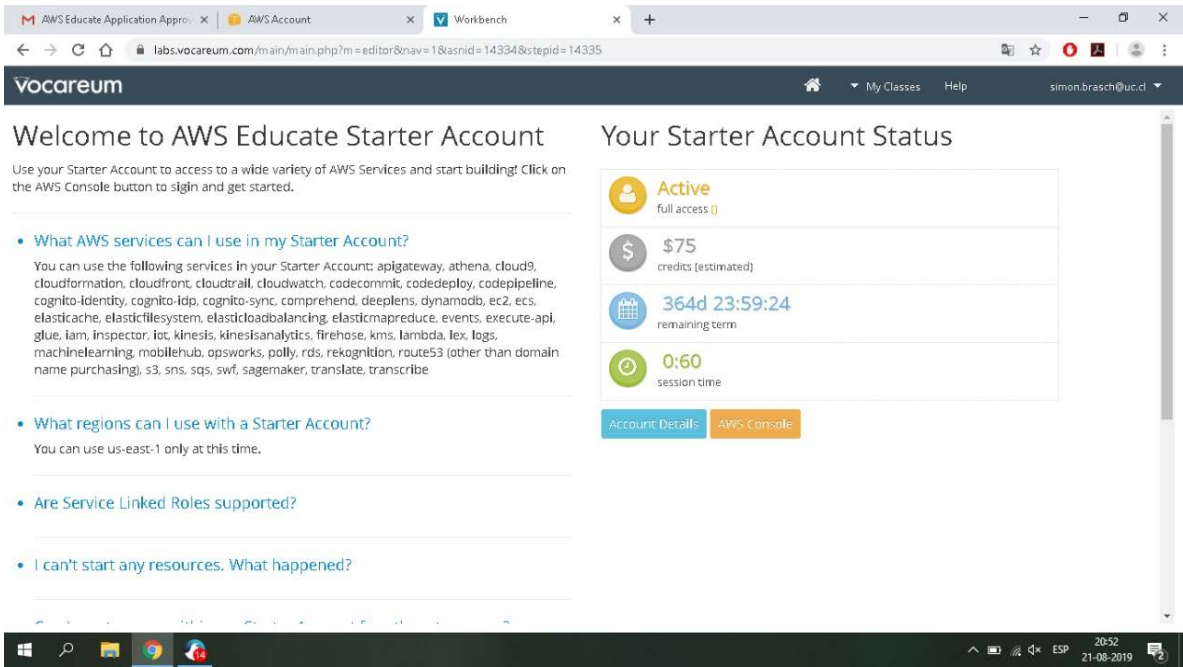 AWS Educate Application Approv
AWS Account
Workbench
labs.vocareum.com/main/main.php?m=editor&nav=1&asnid=14334&stepid=14335
vocareum
My Classes
Help
simon.brasch@uc.cl
Welcome to AWS Educate Starter Account
Use your Starter Account to access to a wide variety of AWS Services and start building! Click on
the AWS Console button to sigin and get started.
• What AWS services can I use in my Starter Account?
You can use the following services in your Starter Account: apigateway, athena, cloud9,
cloudformation, cloudfront, cloudtrail, cloudwatch, codecommit, codedeploy, codepipeline,
cognito-identity, cognito-idp, cognito-sync, comprehend, deeplens, dynamodb, ec2, ecs,
elasticache, elasticfilesystem, elasticloadbalancing, elasticmapreduce, events, execute-api,
glue, iam, inspector, iot, kinesis, kinesisanalytics, firehose, kms, lambda, lex, logs,
machinelearning, mobilehub, opsworks, polly, rds, rekognition, route53 (other than domain
name purchasing), s3, sns, sqs, swf, sagemaker, translate, transcribe
• What regions can I use with a Starter Account?
You can use us-east-1 only at this time.
• Are Service Linked Roles supported?
• I can't start any resources. What happened?
Your Starter Account Status
Active
full access ()
$75
credits (estimated)
364d 23:59:24
remaining term
0:60
session time
Account Details
AWS Console
14
ESP
20:52
21-08-2019
2